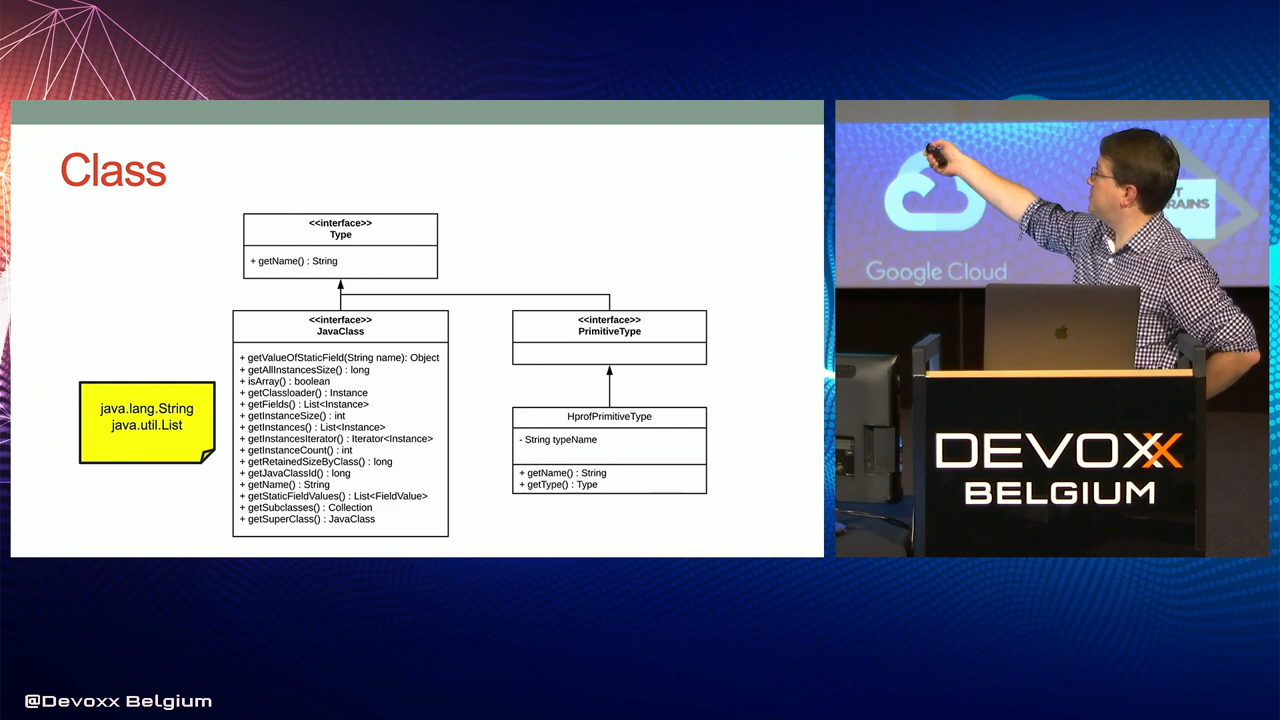 Class
<<interface>>
Type
+ getName() : String
<<interface>>
JavaClass
+ getValueOfStaticField(String name): Object
+ getAllInstancesSize() : long
+ isArray() : boolean
+ getClassloader() : Instance
+ getFields() : List<Instance>
+ getInstanceSize() : int
+ getInstances() : List<Instance>
+ getInstancesIterator() : Iterator<Instance>
+ getInstanceCount() : int
+ getRetainedSizeByClass() : long
+ getJavaClassId() : long
+ getName() : String
+ getStaticFieldValues() : List<FieldValue>
+ getSubclasses() : Collection
+ getSuperClass() : JavaClass
<<interface>>
PrimitiveType
HprofPrimitiveType
- String typeName
+ getName() : String
+ getType() : Type
java.lang.String
java.util.List
Google Cloud
RAINS
DEVOXX
BELGIUM
@Devoxx Belgium